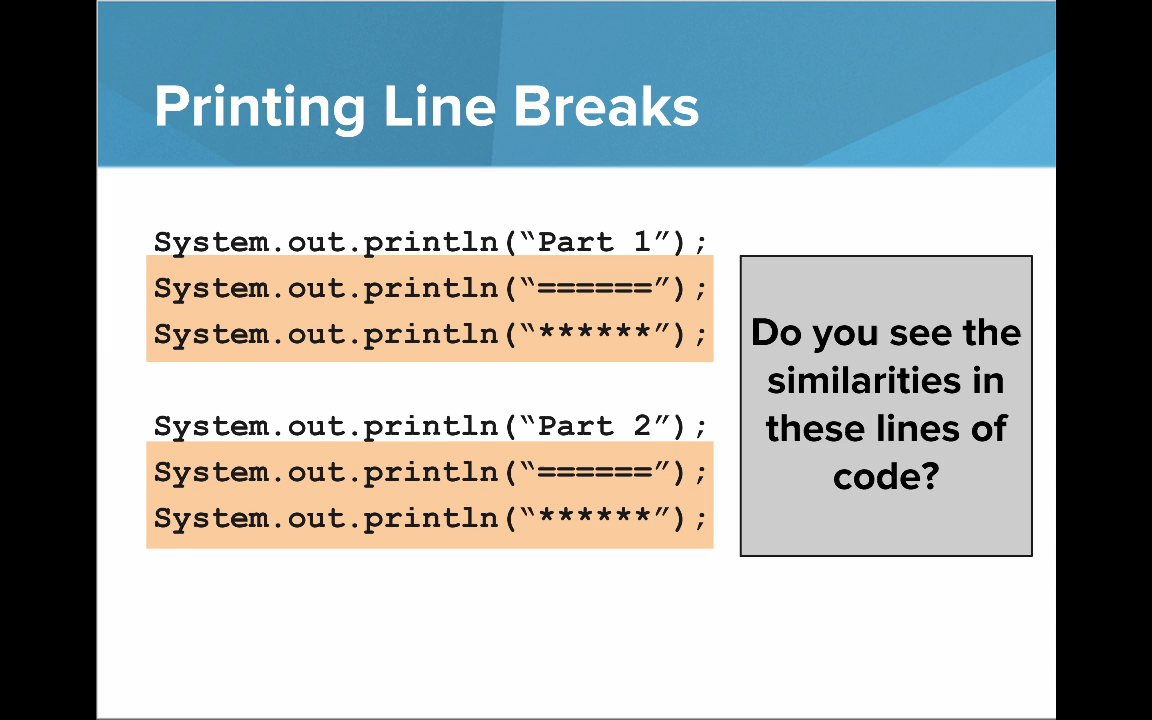 Printing Line Breaks
System.out.println(“Part 1”);
System.out.println(“======”);
System.out.println(“******”);
System.out.println(“Part 2”);
System.out.println(“======”);
System.out.println(“******”);
Do you see the
similarities in
these lines of
code?